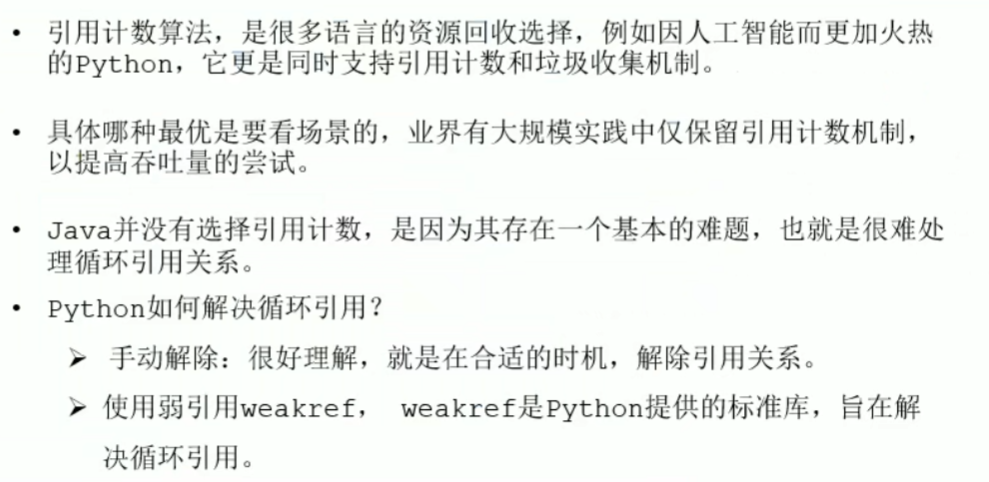 • 引用计数算法，是很多语言的资源回收选择，例如因人工智能而更加火热
的Python，它更是同时支持引用计数和垃圾收集机制。
• 具体哪种最优是要看场景的，业界有大规模实践中仅保留引用计数机制，
以提高吞吐量的尝试。
• Java并没有选择引用计数，是因为其存在一个基本的难题，也就是很难处
理循环引用关系。
• Python如何解决循环引用？
➢ 手动解除：很好理解，就是在合适的时机，解除引用关系。
➢ 使用弱引用weakref， weakref是Python提供的标准库，旨在解
决循环引用。